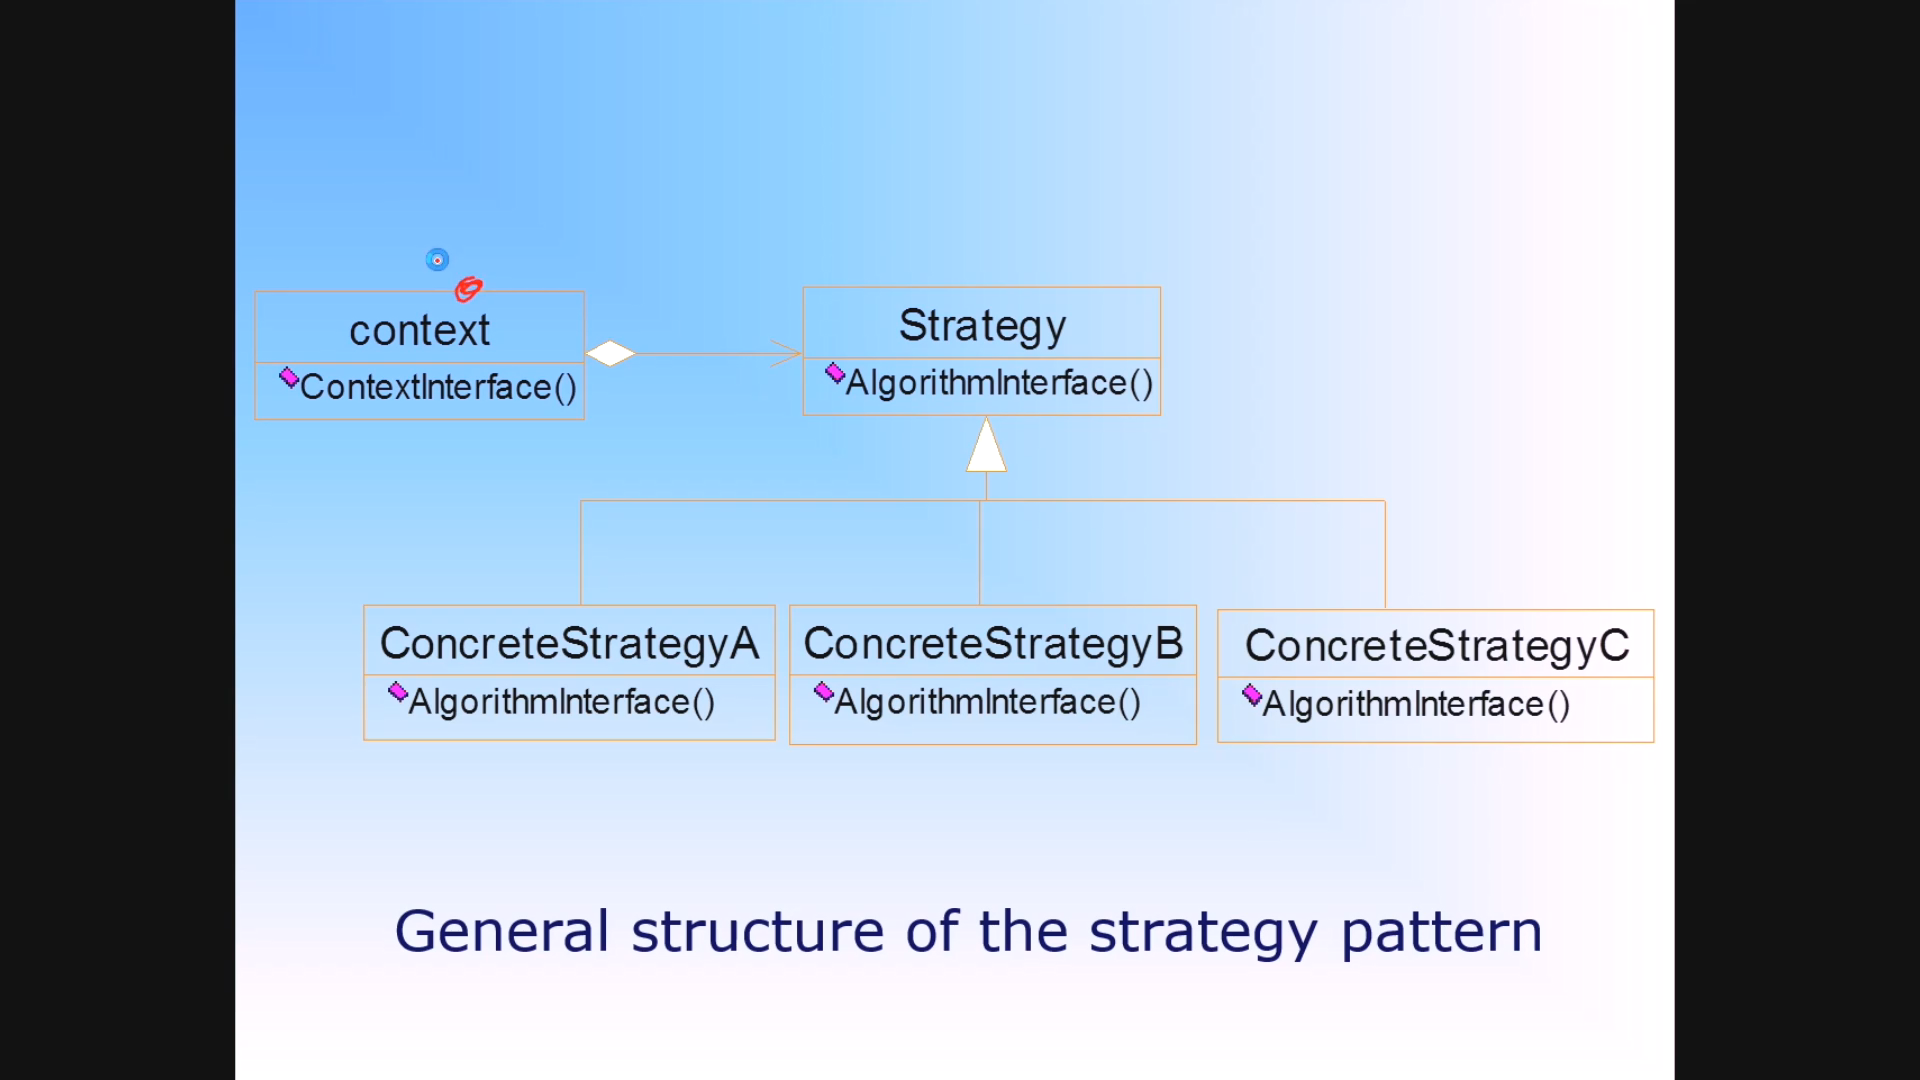 context
ContextInterface()
Strategy
AlgorithmInterface()
ConcreteStrategyA
AlgorithmInterface()
ConcreteStrategyB
AlgorithmInterface()
ConcreteStrategyC
AlgorithmInterface()
General structure of the strategy pattern